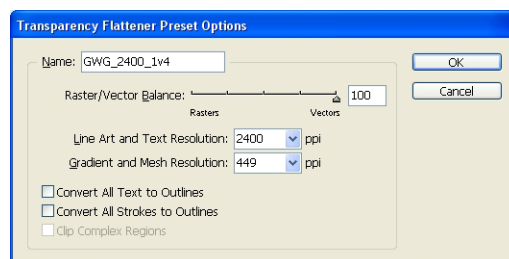 Transparency Flattener Preset Options
Name: GWG_2400_1v4
OK
Raster/Vector Balance: 100
Cancel
Rasters Vectors
Line Art and Text Resolution: 2400 ppi
Gradient and Mesh Resolution: 449 ppi
Convert All Text to Outlines
Convert All Strokes to Outlines
Clip Complex Regions